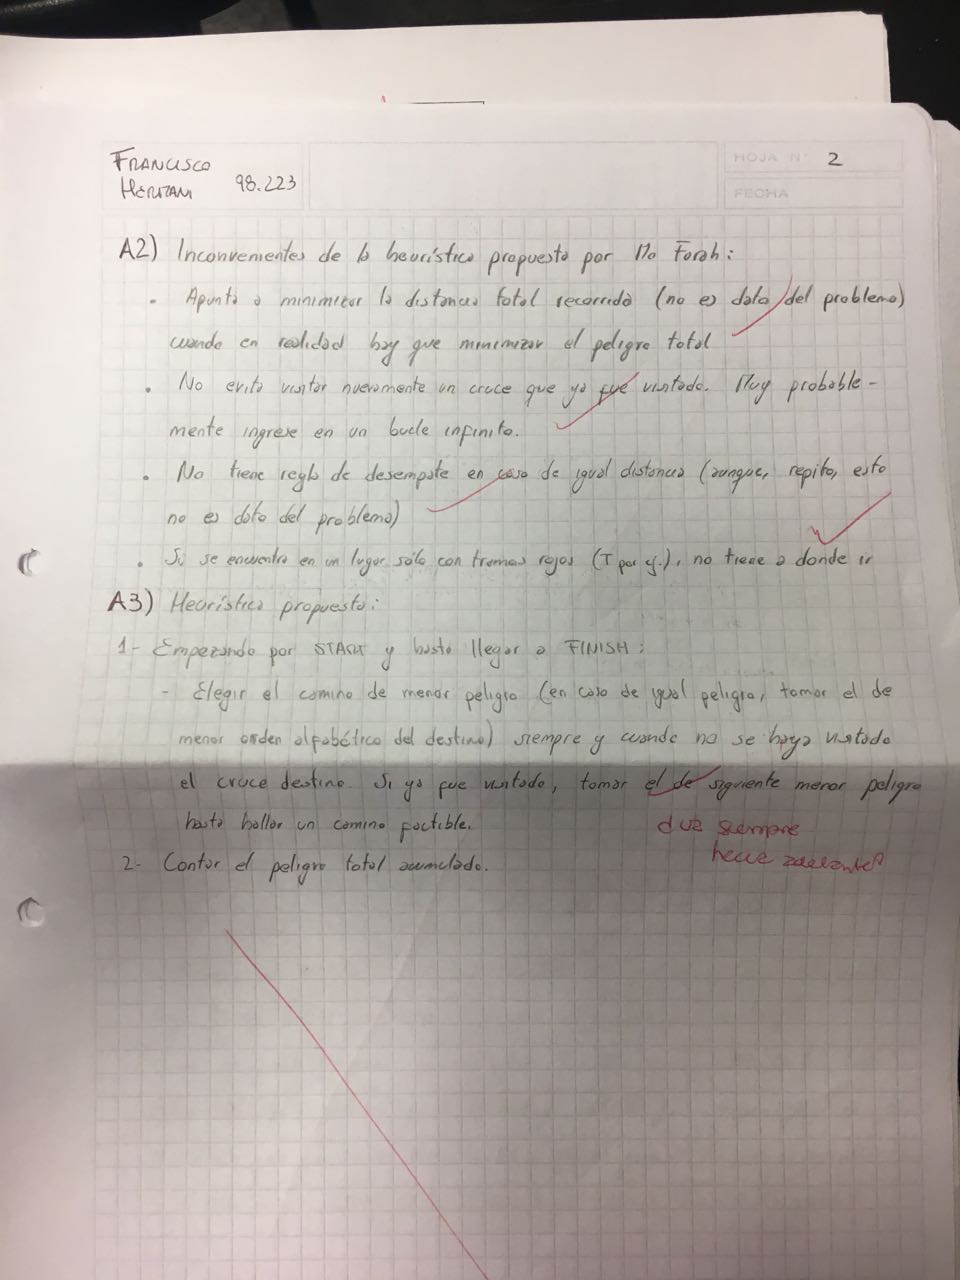 FRANCISCO
98.223
HOJA N° 2
FECHA
A2) Inconvenientes de la heurística propuesta por Mo Forah:
• Apunta a minimizar la distancia total recorrida (no es dato del problema)
cuando en realidad hay que minimizar el peligro total
• No evita visitar nuevamente un cruce que ya fue visitado. Muy probable-
mente ingrese en un bucle infinito.
• No tiene regla de desempate en caso de igual distancia (aunque, repito, esto
no es dato del problema)
• Si se encuentra en un lugar sólo con tramos rojos (T por ej.), no tiene a donde ir
A3) Heurística propuesta:
1- Empezando por START y hasta llegar a FINISH:
- Elegir el camino de menor peligro (en caso de igual peligro, tomar el de
menor orden alfabético del destino) siempre y cuando no se haya visitado
el cruce destino. Si ya fue visitado, tomar el de siguiente menor peligro
hasta hallar un camino factible.
que siempre
2- Contar el peligro total acumulado.